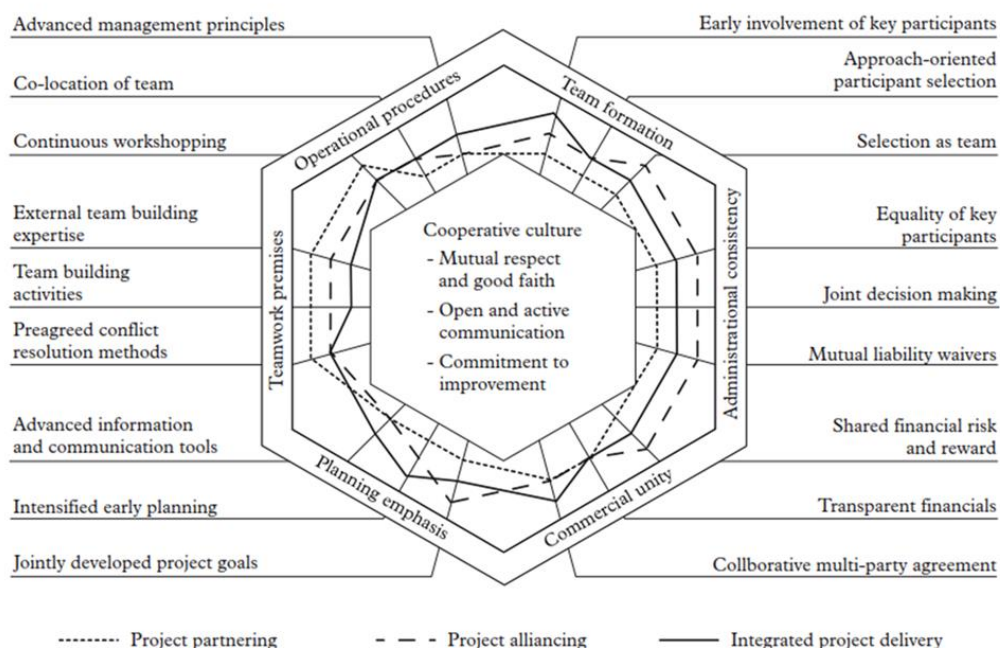 Advanced management principles
Co-location of team
Continuous workshopping
External team building
expertise
Team building
activities
Preagreed conflict
resolution methods
Advanced information
and communication tools
Intensified early planning
Jointly developed project goals
Operational procedures
Team formation
Teamwork premises
Administrational consistency
Planning emphasis
Commercial unity
Cooperative culture
- Mutual respect
and good faith
- Open and active
communication
- Commitment to
improvement
Early involvement of key participants
Approach-oriented
participant selection
Selection as team
Equality of key
participants
Joint decision making
Mutual liability waivers
Shared financial risk
and reward
Transparent financials
Collborative multi-party agreement
Project partnering
Project alliancing
Integrated project delivery